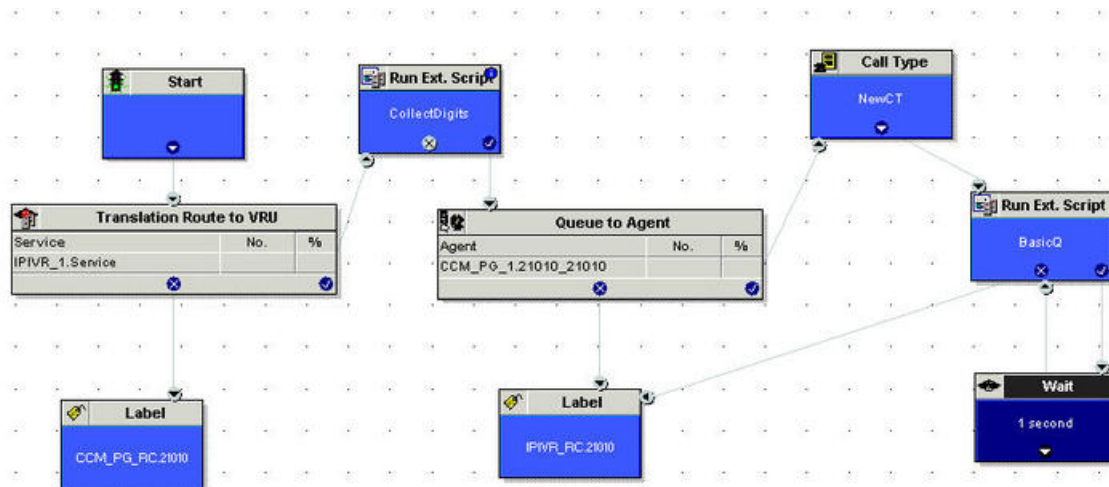 Start
Run Ext. Script
CollectDigits
Call Type
NewCT
Translation Route to VRU
Service No. %
IPIVR_1.Service
Queue to Agent
Agent No. %
CCM_PG_1.21010_21010
Run Ext. Script
BasicQ
Label
CCM_PG_RC.21010
Label
IPIVR_RC.21010
Wait
1 second